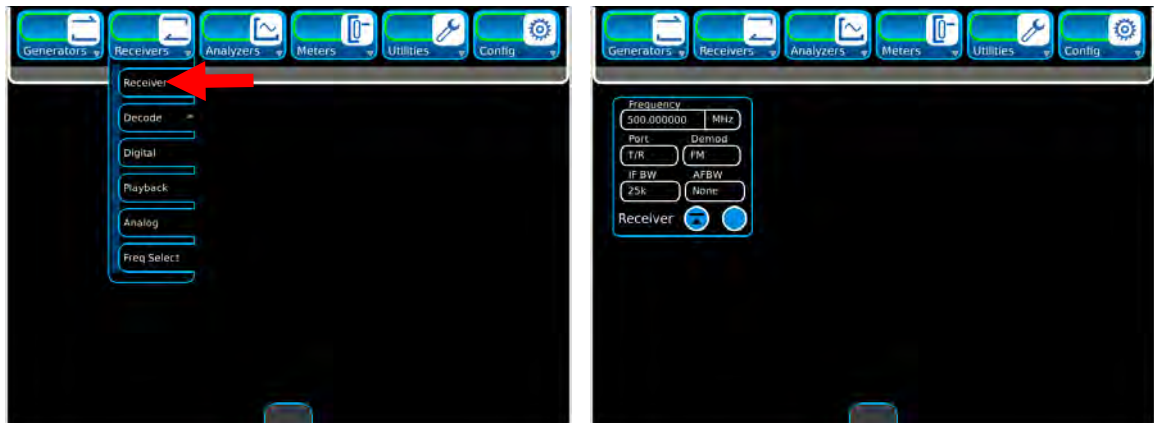 Generators Receivers Analyzers Meters Utilities Config
Receiver
Decode
Digital
Playback
Analog
Freq Select
Generators Receivers Analyzers Meters Utilities Config
Frequency
500.000000 MHz
Port Demod
T/R FM
IF BW AFBW
25k None
Receiver